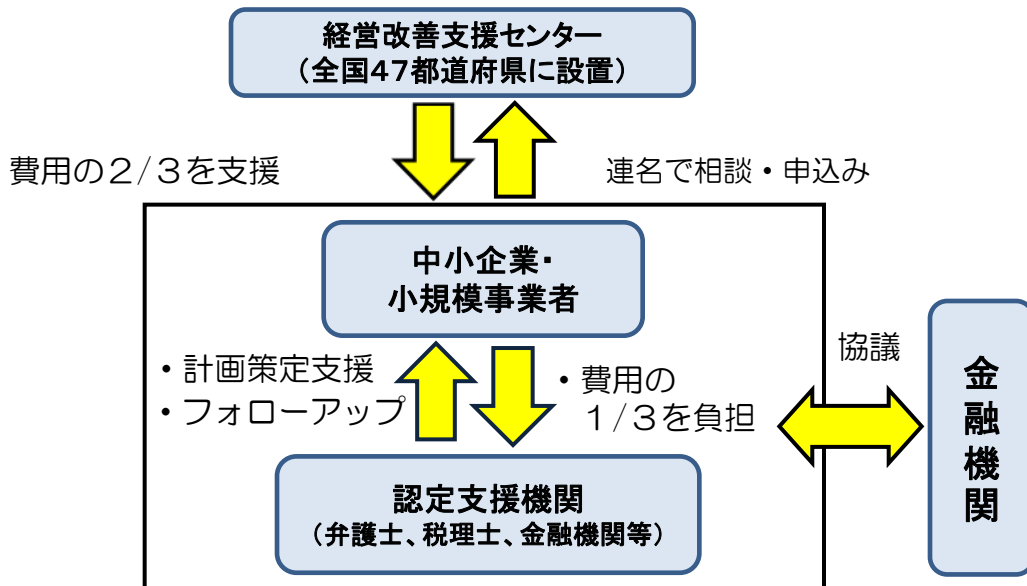 経営改善支援センター
（全国47都道府県に設置）
費用の２/３を支援
連名で相談・申込み
中小企業・
小規模事業者
・計画策定支援
・フォローアップ
・費用の
１/３を負担
協議
金融機関
認定支援機関
（弁護士、税理士、金融機関等）